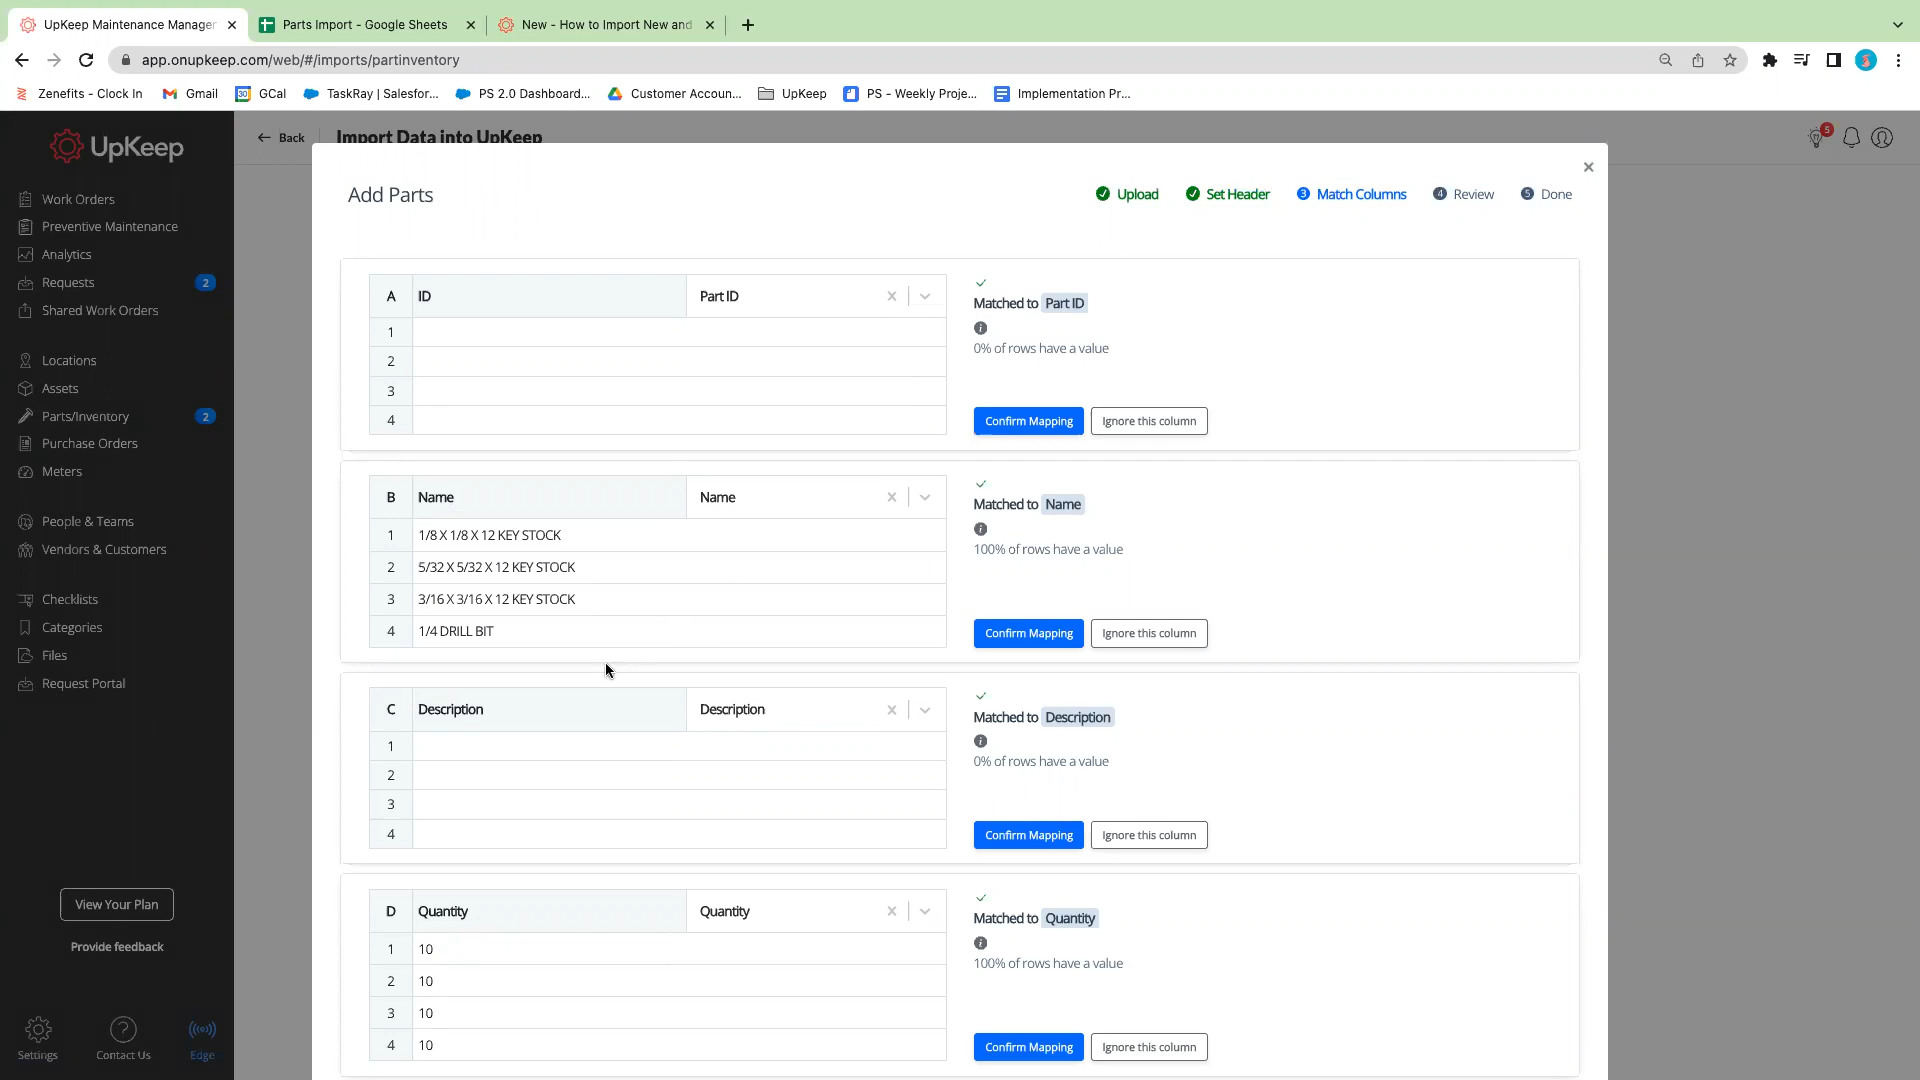 UpKeep Maintenance Manager
Parts Import - Google Sheets
New - How to Import New and
app.onupkeep.com/web/#/imports/partinventory
Zenefits - Clock In
Gmail
GCal
TaskRay | Salesfor...
PS 2.0 Dashboard...
Customer Accoun...
UpKeep
PS - Weekly Proje...
Implementation Pr...
UpKeep
Back
Import Data into UpKeep
5
Work Orders
Preventive Maintenance
Analytics
Requests 2
Shared Work Orders
Locations
Assets
Parts/Inventory 2
Purchase Orders
Meters
People & Teams
Vendors & Customers
Checklists
Categories
Files
Request Portal
View Your Plan
Provide feedback
Settings
Contact Us
Edge
Add Parts
Upload
Set Header
3 Match Columns
4 Review
5 Done
A ID Part ID
1
2
3
4
Matched to Part ID
0% of rows have a value
Confirm Mapping
Ignore this column
B Name Name
1 1/8 X 1/8 X 12 KEY STOCK
2 5/32 X 5/32 X 12 KEY STOCK
3 3/16 X 3/16 X 12 KEY STOCK
4 1/4 DRILL BIT
Matched to Name
100% of rows have a value
Confirm Mapping
Ignore this column
C Description Description
1
2
3
4
Matched to Description
0% of rows have a value
Confirm Mapping
Ignore this column
D Quantity Quantity
1 10
2 10
3 10
4 10
Matched to Quantity
100% of rows have a value
Confirm Mapping
Ignore this column